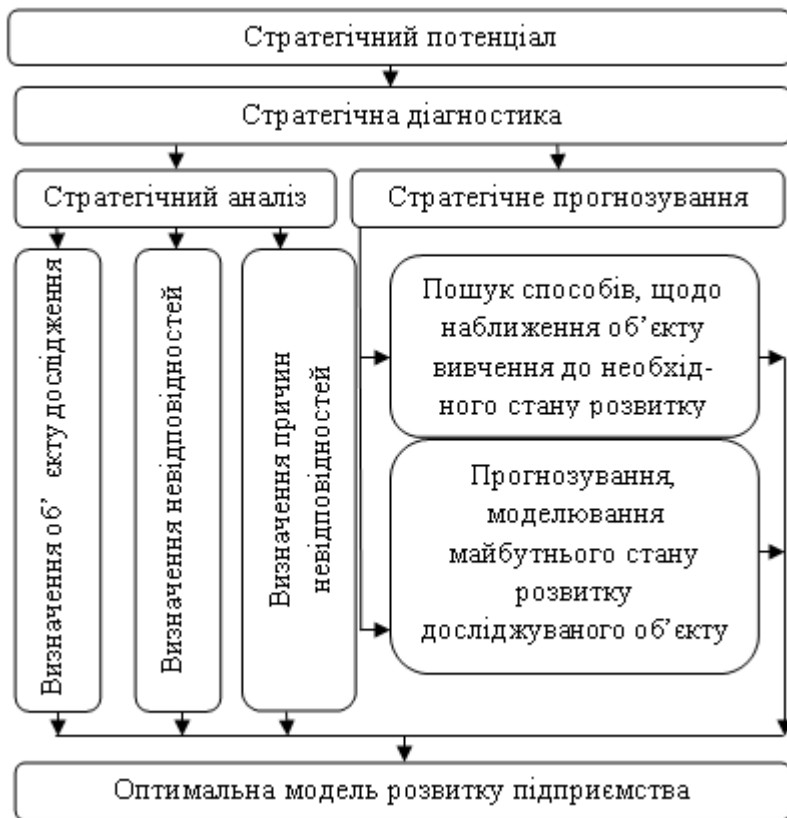 Стратегічний потенціал
Стратегічна діагностика
Стратегічний аналіз
Стратегічне прогнозування
Визначення об’ єкту дослідження
Визначення невідповідностей
Визначення причин
невідповідностей
Пошук способів, щодо
наближення об’єкту
вивчення до необхід-
ного стану розвитку
Прогнозування,
моделювання
майбутнього стану
розвитку
досліджуваного об’єкту
Оптимальна модель розвитку підприємства